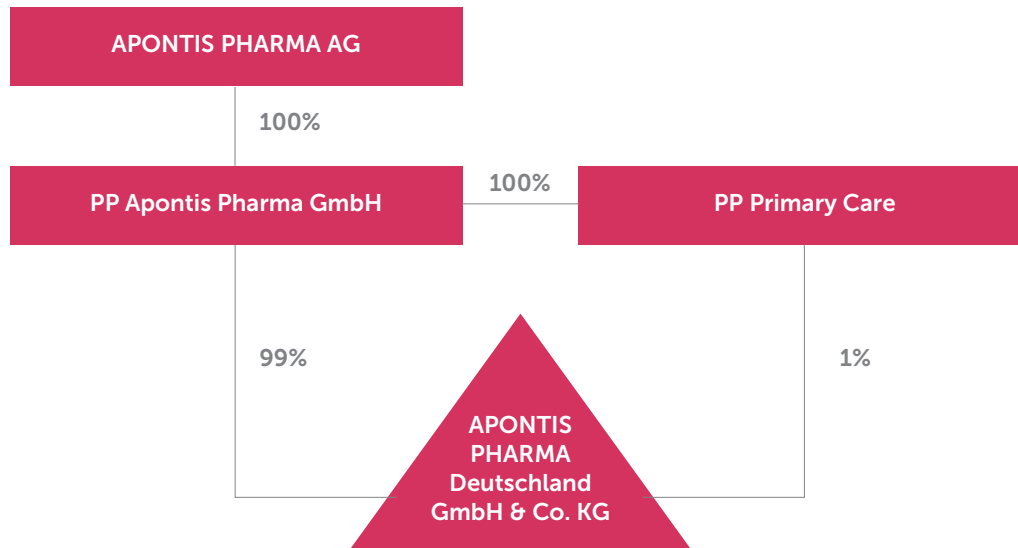 APONTIS PHARMA AG
100%
PP Apontis Pharma GmbH
100%
PP Primary Care
99%
1%
APONTIS
PHARMA
Deutschland
GmbH & Co. KG